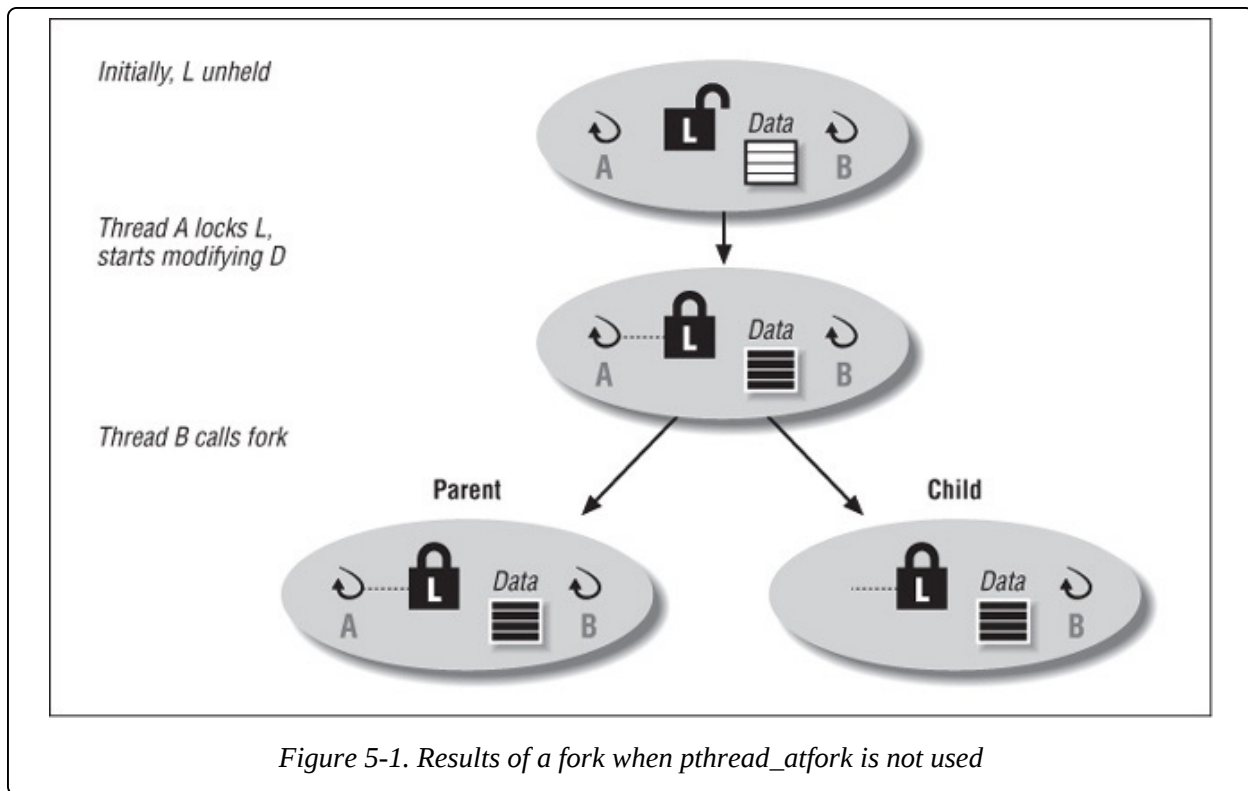 Initially, L unheld
L
Data
A
B
Thread A locks L,
starts modifying D
L
Data
A
B
Thread B calls fork
Parent
Child
L
Data
A
B
L
Data
B
Figure 5-1. Results of a fork when pthread_atfork is not used